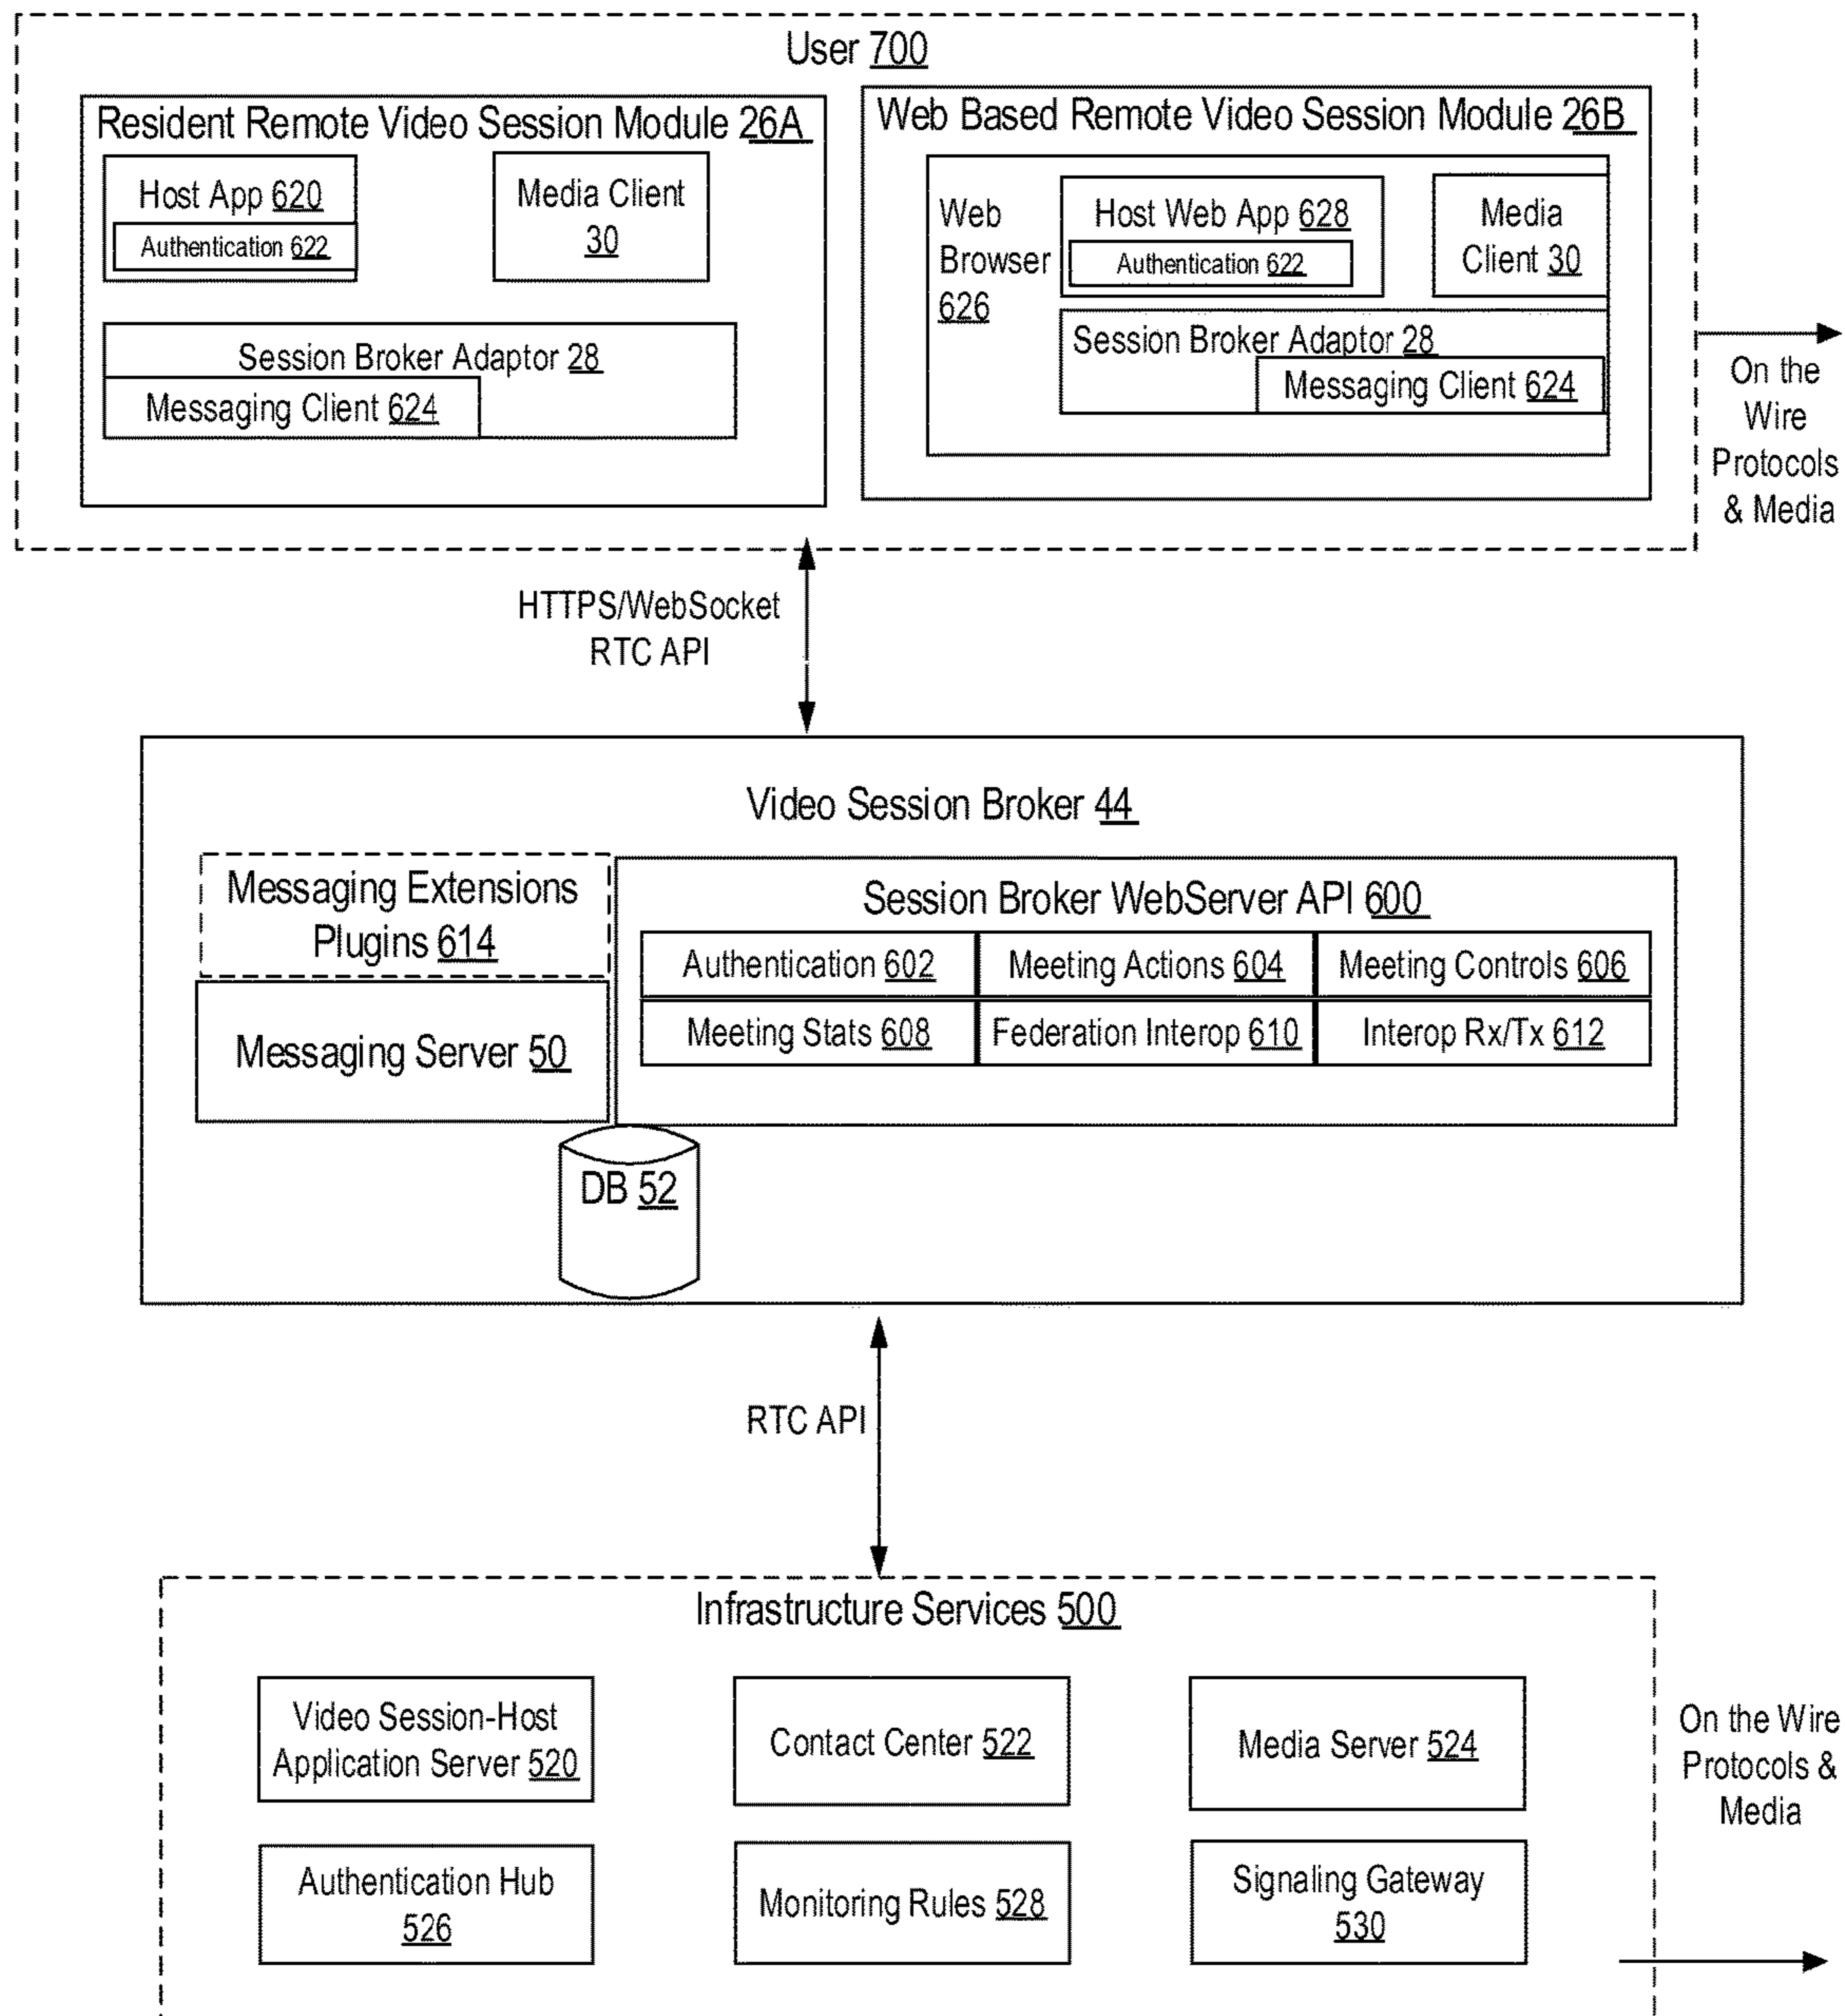 User 700
Resident Remote Video Session Module 26A
Host App 620
Authentication 622
Media Client
30
Session Broker Adaptor 28
Messaging Client 624
Web Based Remote Video Session Module 26B
Web
Browser
626
Host Web App 628
Authentication 622
Media
Client 30
Session Broker Adaptor 28
Messaging Client 624
On the
Wire
Protocols
& Media
HTTPS/WebSocket
RTC API
Video Session Broker 44
Messaging Extensions
Plugins 614
Messaging Server 50
Session Broker WebServer API 600
Authentication 602
Meeting Actions 604
Meeting Controls 606
Meeting Stats 608
Federation Interop 610
Interop Rx/Tx 612
DB 52
RTC API
Infrastructure Services 500
Video Session-Host
Application Server 520
Contact Center 522
Media Server 524
Authentication Hub
526
Monitoring Rules 528
Signaling Gateway
530
On the Wire
Protocols &
Media